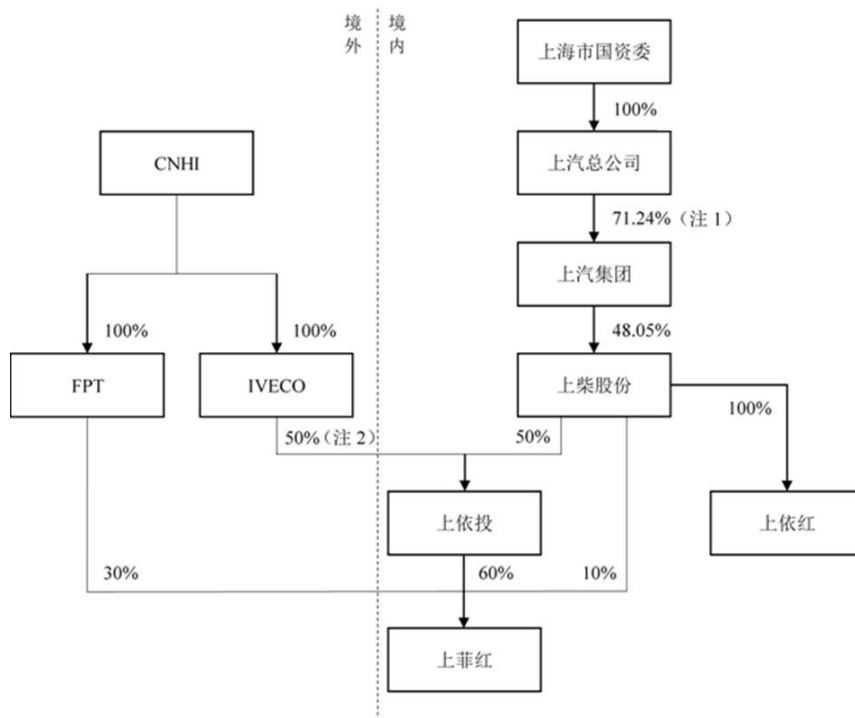 境外
境内
上海市国资委
100%
CNHI
上汽总公司
71.24%（注 1）
上汽集团
100%
100%
48.05%
FPT
IVECO
上柴股份
100%
50%（注 2）
50%
上依投
上依红
30%
60%
10%
上菲红